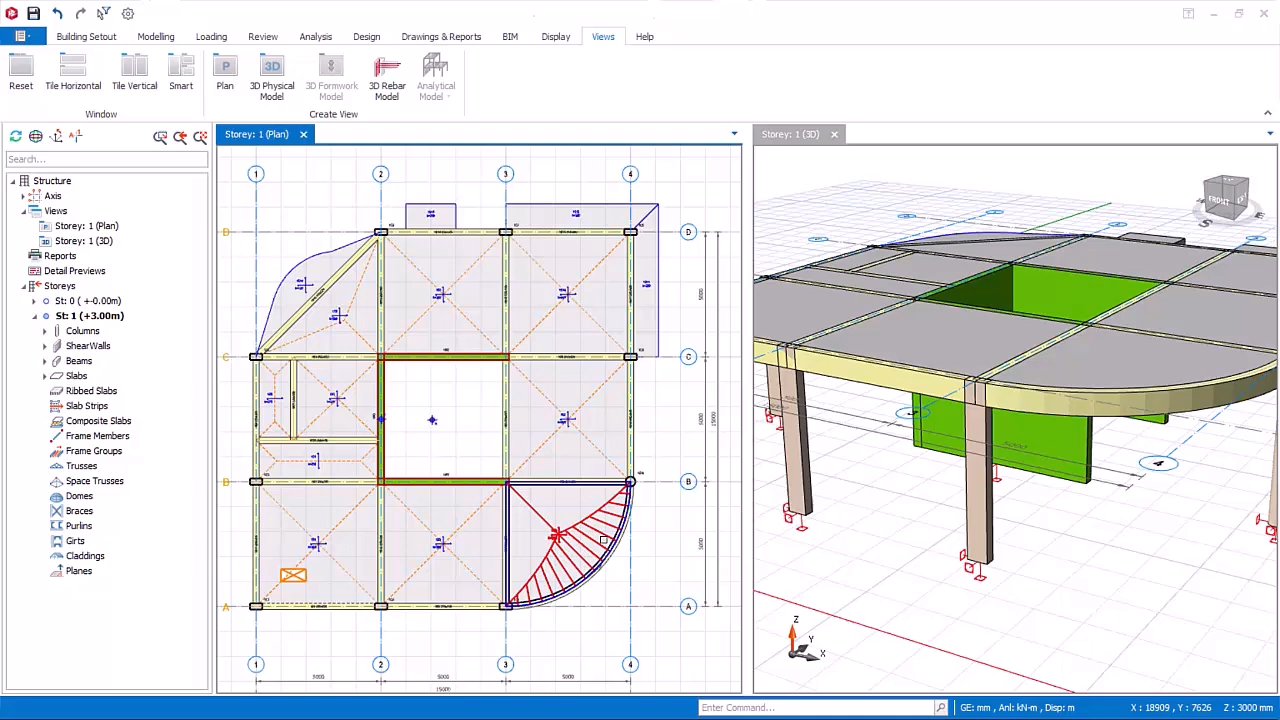 Building Setout Modelling Loading Review Analysis Design Drawings & Reports BIM Display Views Help
Reset Tile Horizontal Tile Vertical Smart Plan 3D Physical Model 3D Formwork Model 3D Rebar Model Analytical Model
Window Create View
Search...
Structure
Axis
Views
Storey: 1 (Plan)
Storey: 1 (3D)
Reports
Detail Previews
Storeys
St: 0 ( +-0.00m)
St: 1 (+3.00m)
Columns
ShearWalls
Beams
Slabs
Ribbed Slabs
Slab Strips
Composite Slabs
Frame Members
Frame Groups
Trusses
Space Trusses
Domes
Braces
Purlins
Girts
Claddings
Planes
Storey: 1 (Plan)
1 2 3 4
D D
C C
B
A A
1 2 3 4
5000 5000
Storey: 1 (3D)
FRONT
4
Z
Y
X
Enter Command...
GE: mm , Anl: kN-m , Disp: m
X : 18909 , Y : 7626
Z : 3000 mm